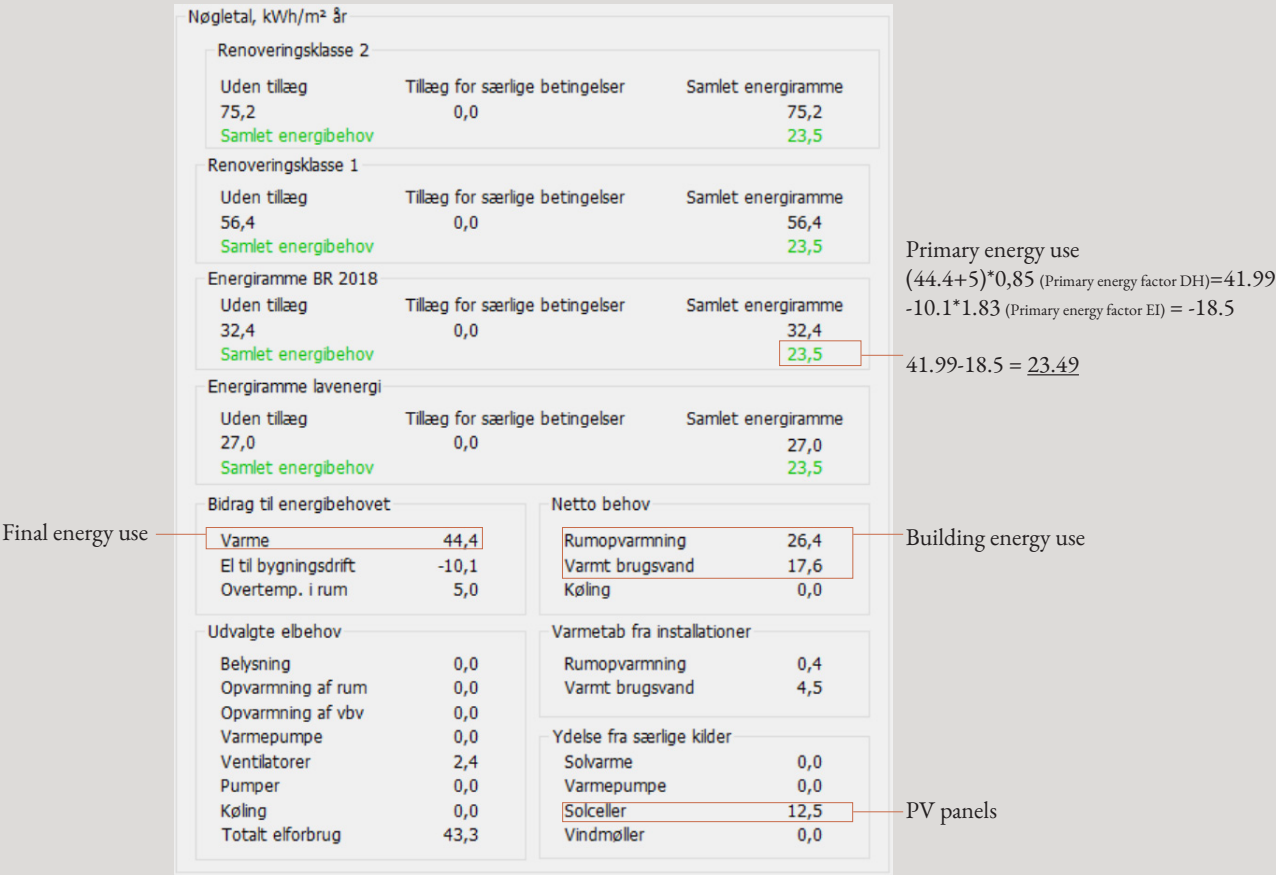 Nøgletal, kWh/m² år
Renoveringsklasse 2
Uden tillæg Tillæg for særlige betingelser Samlet energiramme
75,2 0,0 75,2
Samlet energibehov 23,5
Renoveringsklasse 1
Uden tillæg Tillæg for særlige betingelser Samlet energiramme
56,4 0,0 56,4
Samlet energibehov 23,5
Energiramme BR 2018
Uden tillæg Tillæg for særlige betingelser Samlet energiramme
32,4 0,0 32,4
Samlet energibehov 23,5
Primary energy use
(44.4+5)*0,85 (Primary energy factor DH)=41.99
-10.1*1.83 (Primary energy factor EI) = -18.5
41.99-18.5 = 23.49
Energiramme lavenergi
Uden tillæg Tillæg for særlige betingelser Samlet energiramme
27,0 0,0 27,0
Samlet energibehov 23,5
Final energy use
Bidrag til energibehovet
Varme 44,4
El til bygningsdrift -10,1
Overtemp. i rum 5,0
Netto behov
Rumopvarmning 26,4
Varmt brugsvand 17,6
Køling 0,0
Building energy use
Udvalgte elbehov
Belysning 0,0
Opvarmning af rum 0,0
Opvarmning af vbv 0,0
Varmepumpe 0,0
Ventilatorer 2,4
Pumper 0,0
Køling 0,0
Totalt elforbrug 43,3
Varmetab fra installationer
Rumopvarmning 0,4
Varmt brugsvand 4,5
Ydelse fra særlige kilder
Solvarme 0,0
Varmepumpe 0,0
Solceller 12,5
Vindmøller 0,0
PV panels